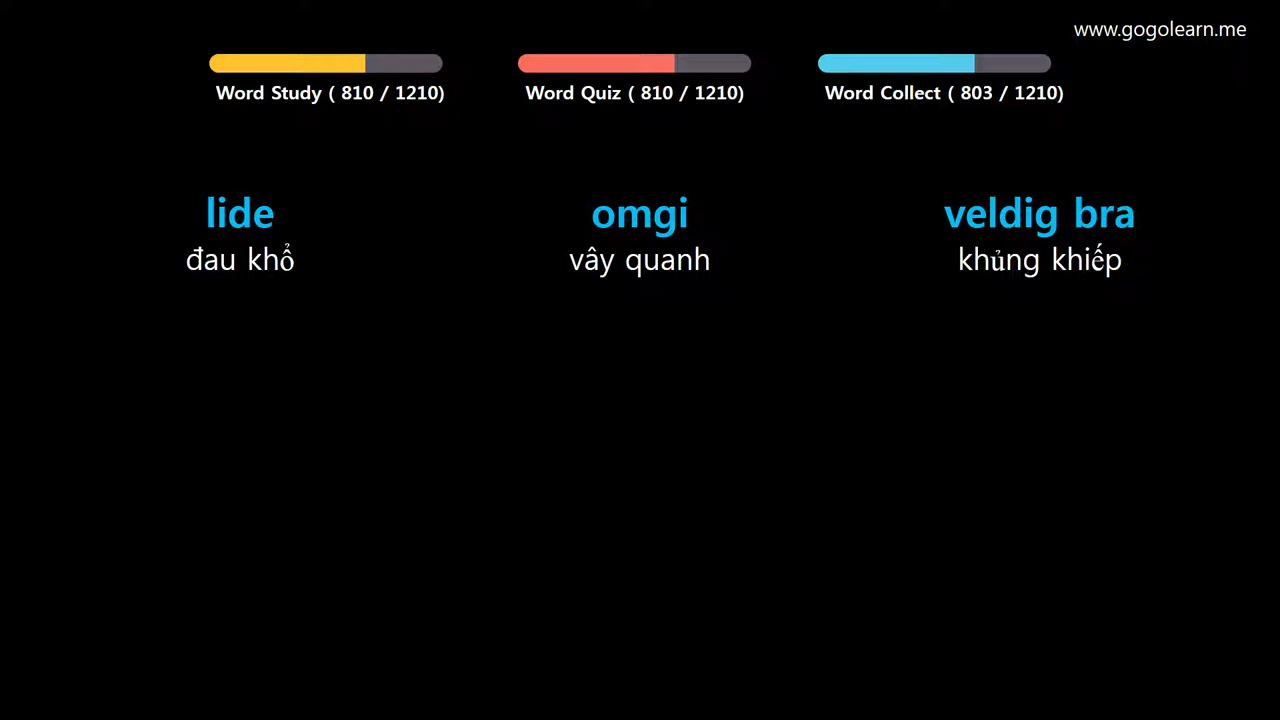 www.gogolearn.me
Word Study ( 810 / 1210)
Word Quiz ( 810 / 1210)
Word Collect ( 803 / 1210)
lide
đau khổ
omgi
vây quanh
veldig bra
khủng khiếp